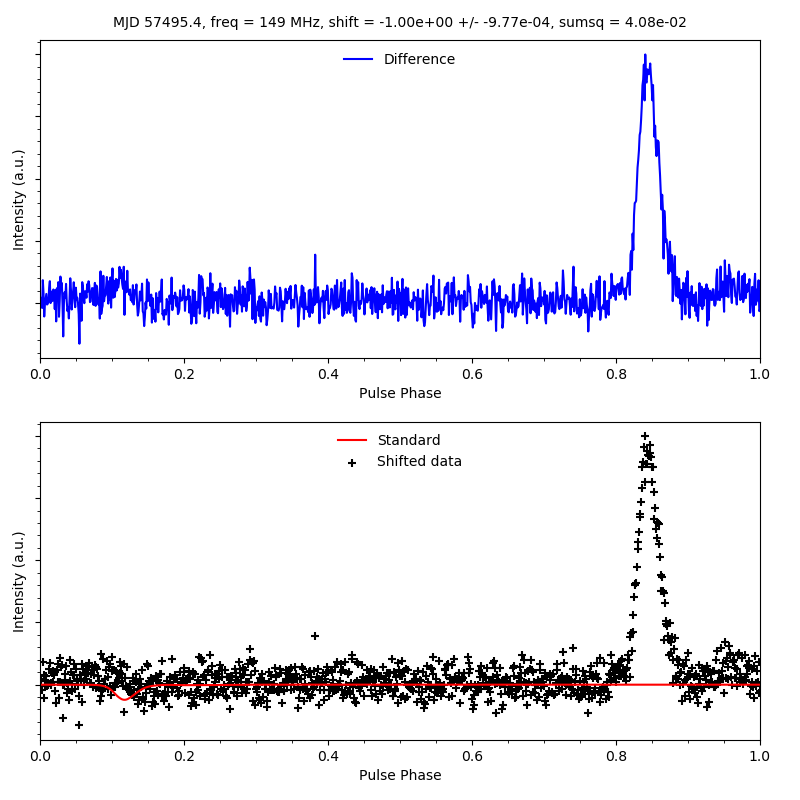 MJD 57495.4, freq = 149 MHz, shift = -1.00e+00 +/- -9.77e-04, sumsq = 4.08e-02
Difference
Intensity (a.u.)
0.0 0.2 0.4 0.6 0.8 1.0
Pulse Phase
Standard
Shifted data
Intensity (a.u.)
0.0 0.2 0.4 0.6 0.8 1.0
Pulse Phase